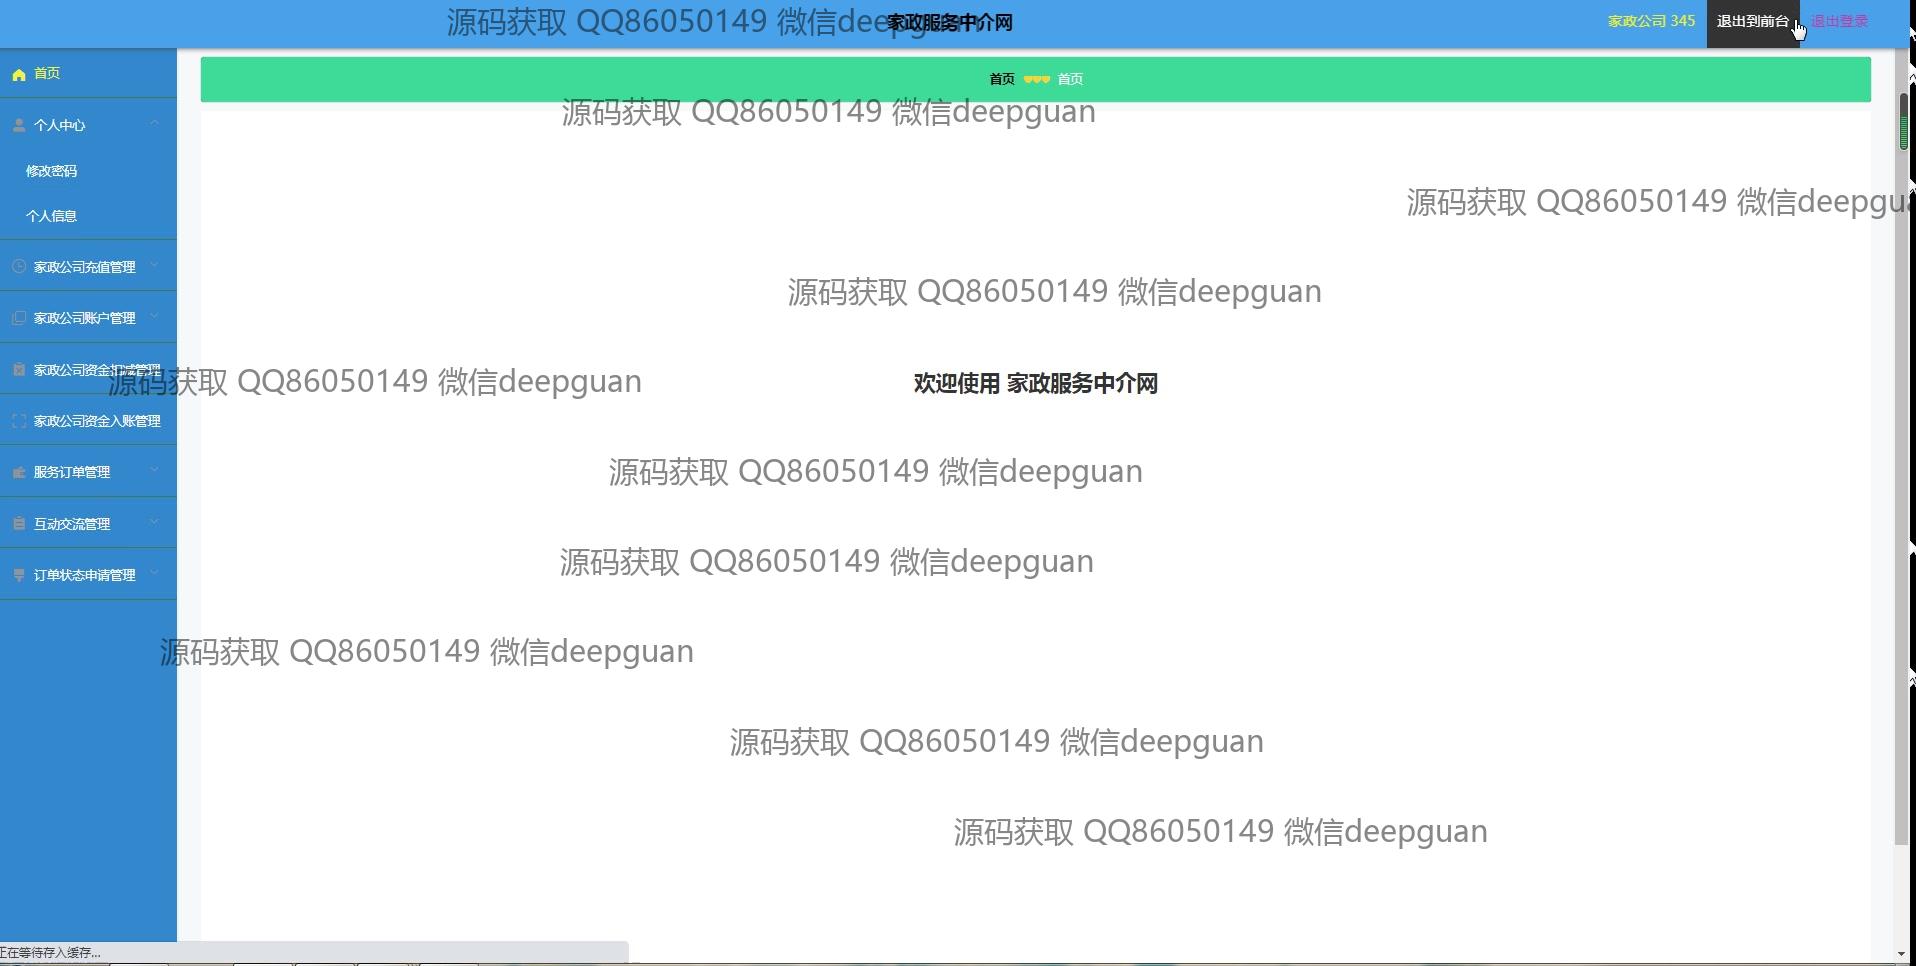 源码获取 QQ86050149 微信deepguan
家政服务中介网
家政公司 345
退出到前台
退出登录
首页
首页
首页
源码获取 QQ86050149 微信deepguan
个人中心
修改密码
源码获取 QQ86050149 微信deepgu
个人信息
家政公司充值管理
源码获取 QQ86050149 微信deepguan
家政公司账户管理
家政公司资金扣减管理
源码获取 QQ86050149 微信deepguan
欢迎使用 家政服务中介网
家政公司资金入账管理
服务订单管理
源码获取 QQ86050149 微信deepguan
互动交流管理
源码获取 QQ86050149 微信deepguan
订单状态申请管理
源码获取 QQ86050149 微信deepguan
源码获取 QQ86050149 微信deepguan
源码获取 QQ86050149 微信deepguan
正在等待存入缓存...